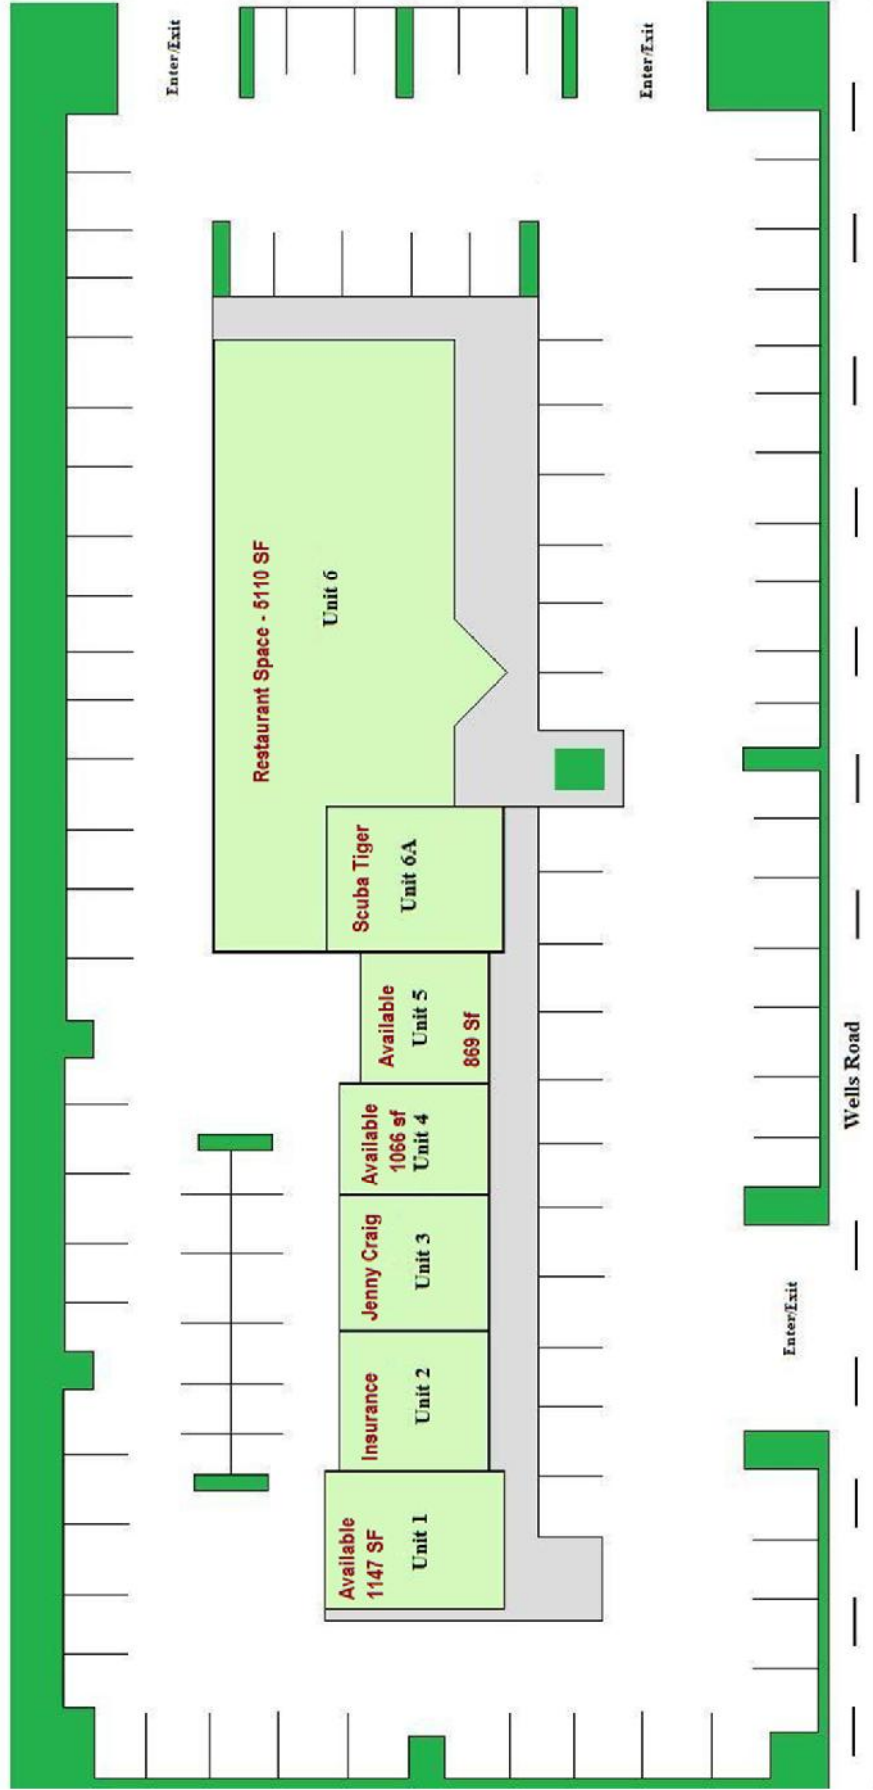 Enter/Exit
Enter/Exit
Restaurant Space - 5110 SF
Unit 6
Scuba Tiger
Unit 6A
Available
Unit 5
869 Sf
Available
1066 sf
Unit 4
Jenny Craig
Unit 3
Insurance
Unit 2
Available
1147 SF
Unit 1
Wells Road
Enter/Exit